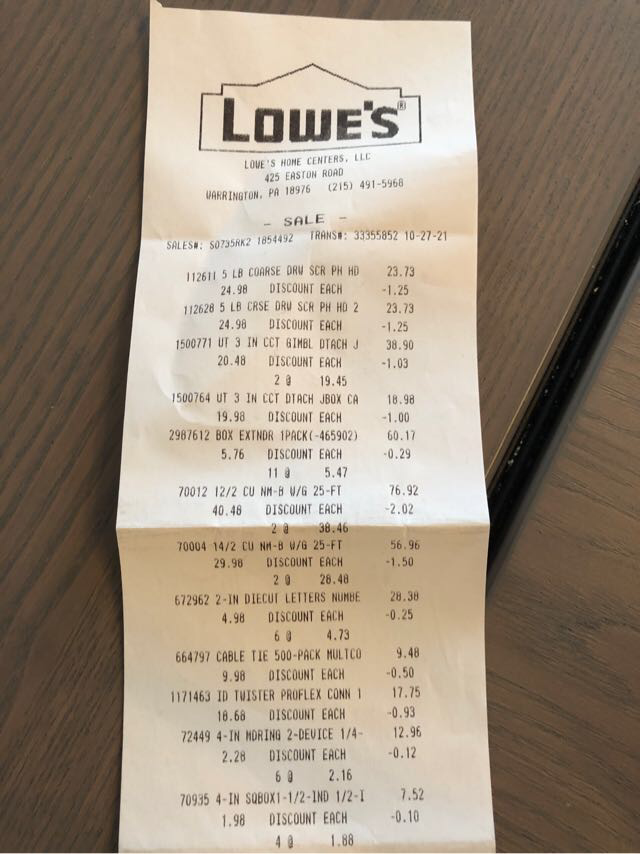 LOWE'S®
LOWE'S HOME CENTERS, LLC
425 EASTON ROAD
WARRINGTON, PA 18976 (215) 491-5968
- SALE -
SALES#: S0735RK2 1854492 TRANS#: 33355852 10-27-21
112611 5 LB COARSE DRW SCR PH HD 23.73
24.98 DISCOUNT EACH -1.25
112628 5 LB CRSE DRW SCR PH HD 2 23.73
24.98 DISCOUNT EACH -1.25
1500771 UT 3 IN CCT GIMBL DTACH J 38.90
20.48 DISCOUNT EACH -1.03
2 @ 19.45
1500764 UT 3 IN CCT DTACH JBOX CA 18.98
19.98 DISCOUNT EACH -1.00
2987612 BOX EXTNDR 1PACK(-465902) 60.17
5.76 DISCOUNT EACH -0.29
11 @ 5.47
70012 12/2 CU NM-B W/G 25-FT 76.92
40.48 DISCOUNT EACH -2.02
2 @ 38.46
70004 14/2 CU NM-B W/G 25-FT 56.96
29.98 DISCOUNT EACH -1.50
2 @ 28.48
672962 2-IN DIECUT LETTERS NUMBE 28.38
4.98 DISCOUNT EACH -0.25
6 @ 4.73
664797 CABLE TIE 500-PACK MULTCO 9.48
9.98 DISCOUNT EACH -0.50
1171463 ID TWISTER PROFLEX CONN 1 17.75
18.68 DISCOUNT EACH -0.93
72449 4-IN MDRING 2-DEVICE 1/4- 12.96
2.28 DISCOUNT EACH -0.12
6 @ 2.16
70935 4-IN SQBOX1-1/2-IND 1/2-I 7.52
1.98 DISCOUNT EACH -0.10
4 @ 1.88